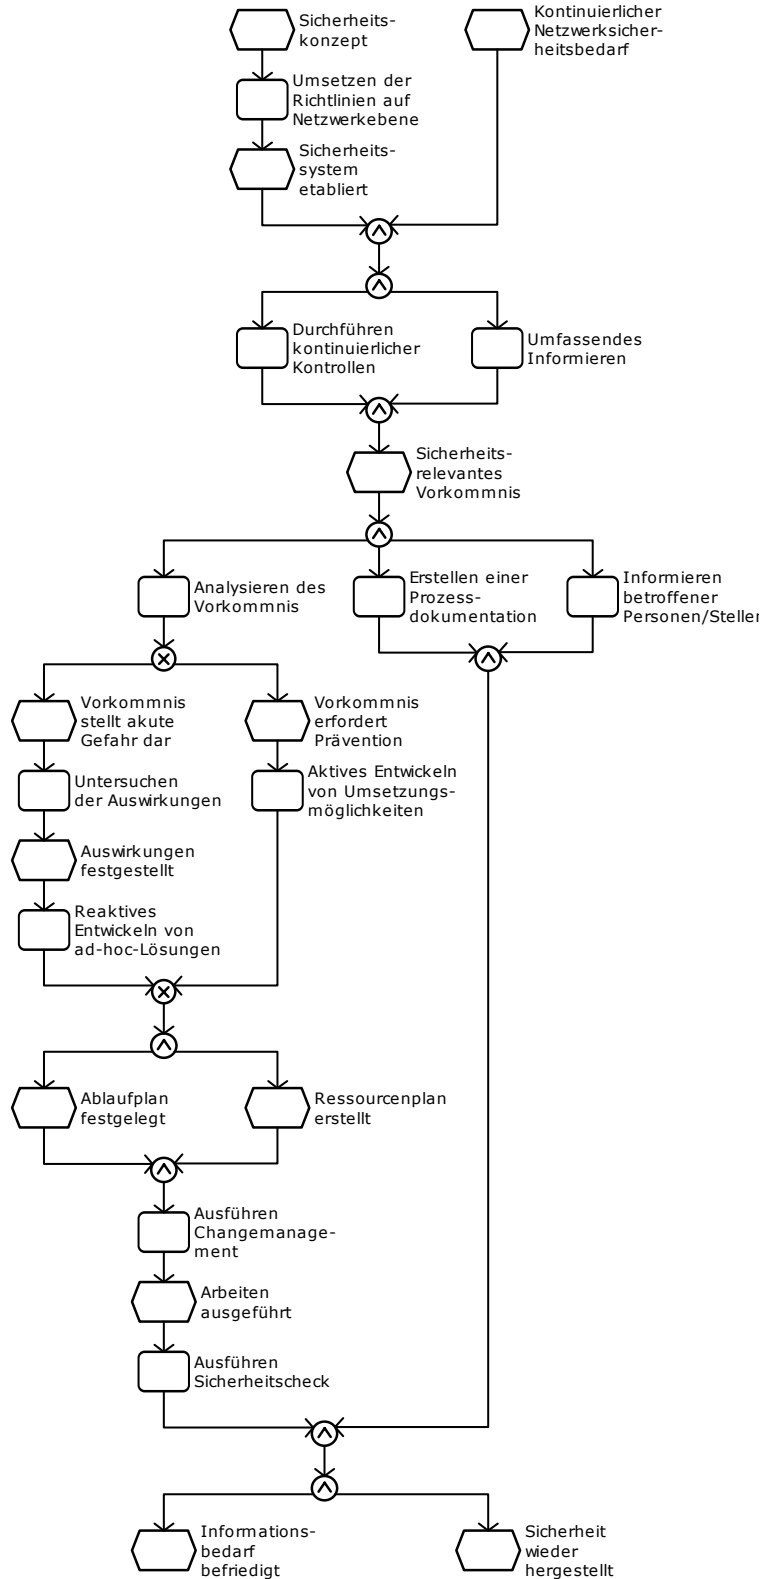 Sicherheits-
konzept
Kontinuierlicher
Netzwerksicher-
heitsbedarf
Umsetzen der
Richtlinien auf
Netzwerkebene
Sicherheits-
system
etabliert
Durchführen
kontinuierlicher
Kontrollen
Umfassendes
Informieren
Sicherheits-
relevantes
Vorkommnis
Analysieren des
Vorkommnis
Erstellen einer
Prozess-
dokumentation
Informieren
betroffener
Personen/Stellen
Vorkommnis
stellt akute
Gefahr dar
Vorkommnis
erfordert
Prävention
Untersuchen
der Auswirkungen
Aktives Entwickeln
von Umsetzungs-
möglichkeiten
Auswirkungen
festgestellt
Reaktives
Entwickeln von
ad-hoc-Lösungen
Ablaufplan
festgelegt
Ressourcenplan
erstellt
Ausführen
Changemanage-
ment
Arbeiten
ausgeführt
Ausführen
Sicherheitscheck
Informations-
bedarf
befriedigt
Sicherheit
wieder
hergestellt